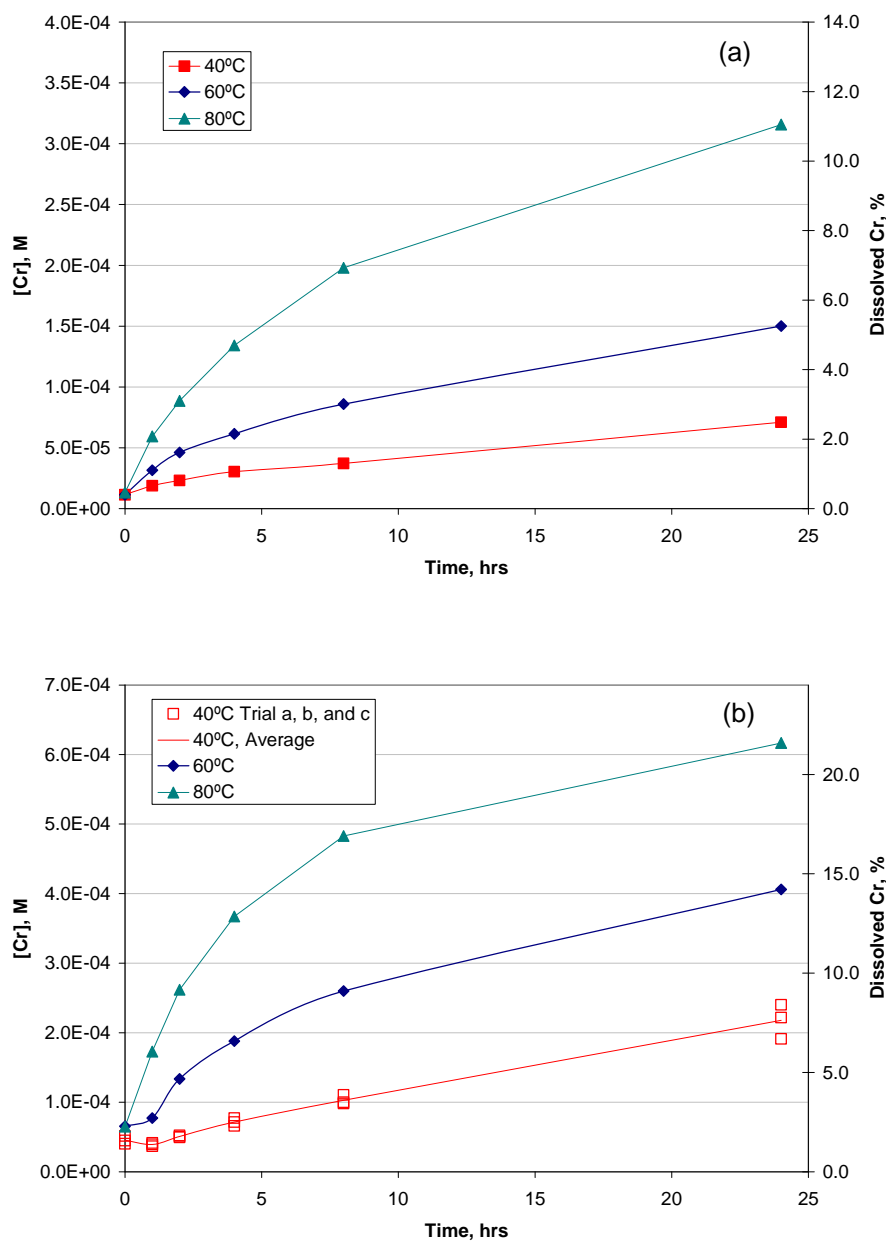 (a)
40ºC
60ºC
80ºC
4.0E-04
3.5E-04
3.0E-04
2.5E-04
2.0E-04
1.5E-04
1.0E-04
5.0E-05
0.0E+00
[Cr], M
14.0
12.0
10.0
8.0
6.0
4.0
2.0
0.0
Dissolved Cr, %
0 5 10 15 20 25
Time, hrs
(b)
40ºC Trial a, b, and c
40ºC, Average
60ºC
80ºC
7.0E-04
6.0E-04
5.0E-04
4.0E-04
3.0E-04
2.0E-04
1.0E-04
0.0E+00
[Cr], M
20.0
15.0
10.0
5.0
0.0
Dissolved Cr, %
0 5 10 15 20 25
Time, hrs